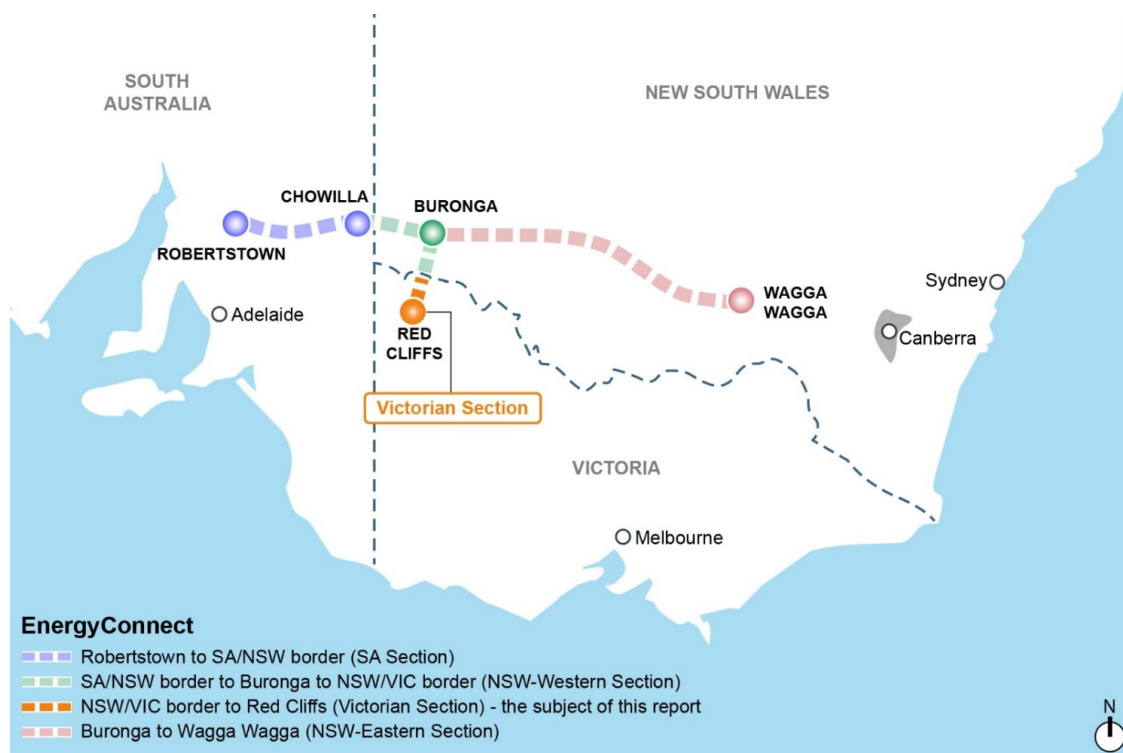 SOUTH
AUSTRALIA
NEW SOUTH WALES
CHOWILLA
BURONGA
ROBERTSTOWN
Sydney
WAGGA
WAGGA
Adelaide
RED
CLIFFS
Canberra
Victorian Section
VICTORIA
Melbourne
EnergyConnect
Robertstown to SA/NSW border (SA Section)
SA/NSW border to Buronga to NSW/VIC border (NSW-Western Section)
NSW/VIC border to Red Cliffs (Victorian Section) - the subject of this report
Buronga to Wagga Wagga (NSW-Eastern Section)
N